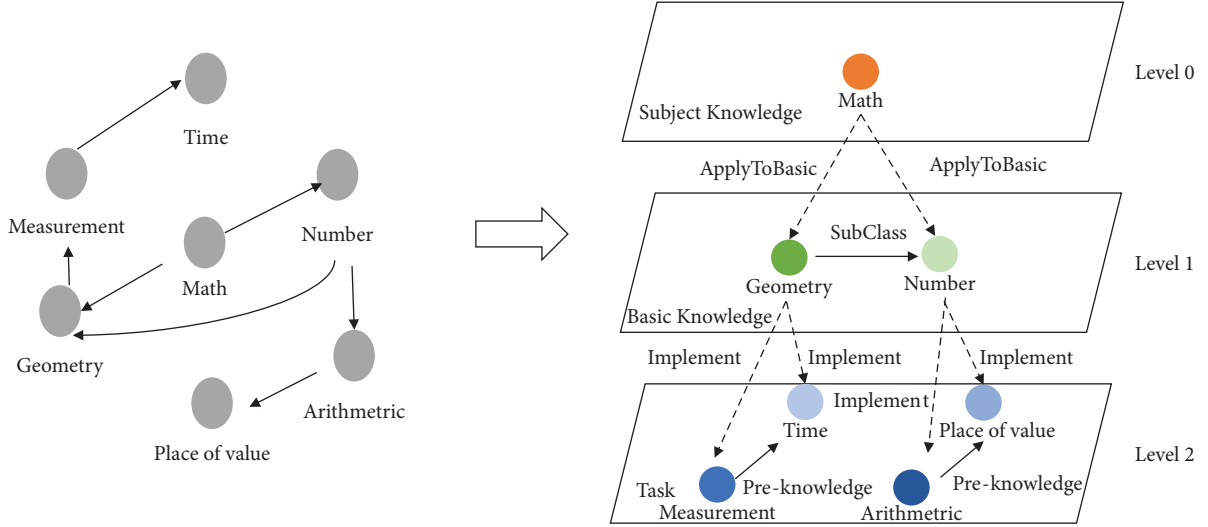 Time
Measurement
Number
Math
Geometry
Arithmetric
Place of value
Level 0
Math
Subject Knowledge
ApplyToBasic
ApplyToBasic
SubClass
Level 1
Geometry
Number
Basic Knowledge
Implement
Implement
Implement
Implement
Time
Place of value
Level 2
Task
Pre-knowledge
Pre-knowledge
Measurement
Arithmetric